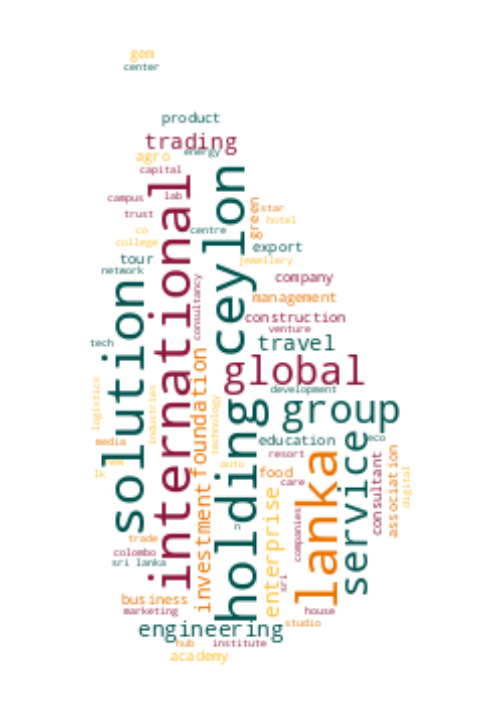 gem
center
product
trading
energy
agro
capital
international
ceylon
campus
lab
trust
star
green
hotel
co
centre
college
export
tour
jewellery
network
company
consultancy
solution
management
construction
venture
tech
travel
foundation
global
development
logistics
industries
technology
holding
group
media
education
eco
resort
auto
food
lanka
service
consultant
association
digital
lk
care
investment
enterprise
companies
n
trade
colombo
sri lanka
sri
business
marketing
house
engineering
studio
hub
institute
academy